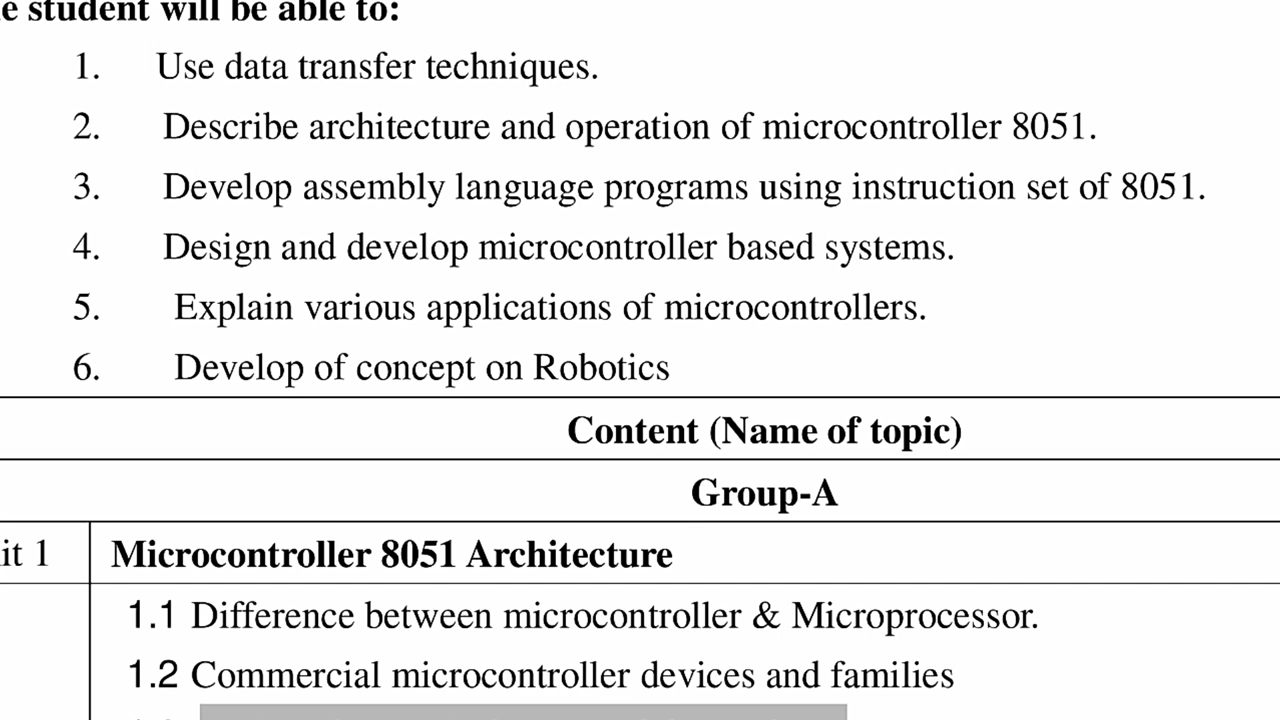 e student will be able to:
1. Use data transfer techniques.
2. Describe architecture and operation of microcontroller 8051.
3. Develop assembly language programs using instruction set of 8051.
4. Design and develop microcontroller based systems.
5. Explain various applications of microcontrollers.
6. Develop of concept on Robotics
Content (Name of topic)
Group-A
it 1 Microcontroller 8051 Architecture
1.1 Difference between microcontroller & Microprocessor.
1.2 Commercial microcontroller devices and families